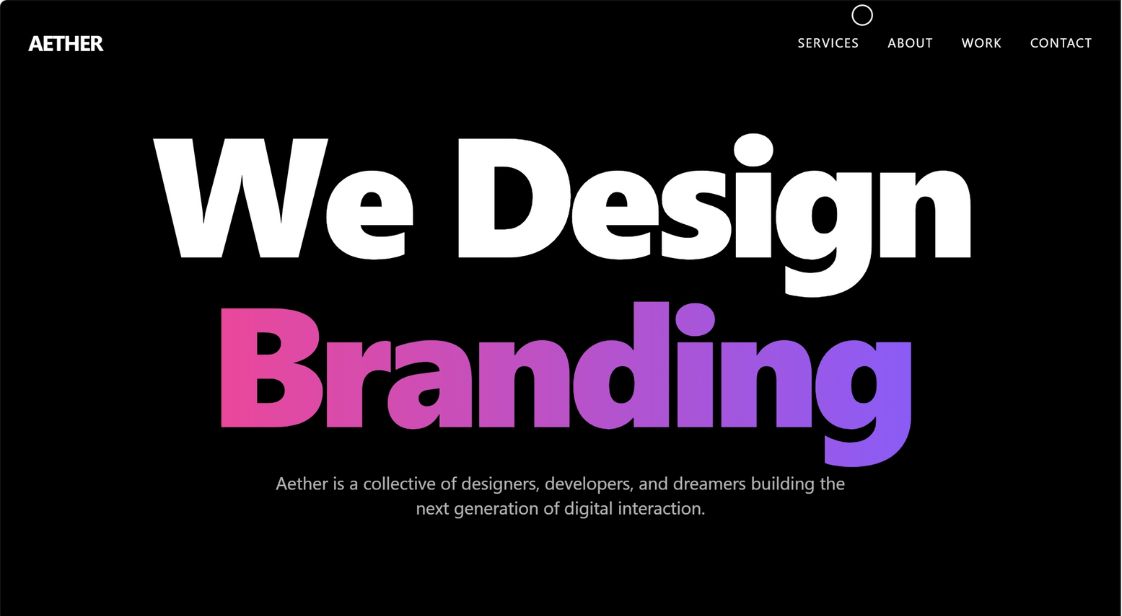 AETHER
SERVICES ABOUT WORK CONTACT
We Design
Branding
Aether is a collective of designers, developers, and dreamers building the
next generation of digital interaction.